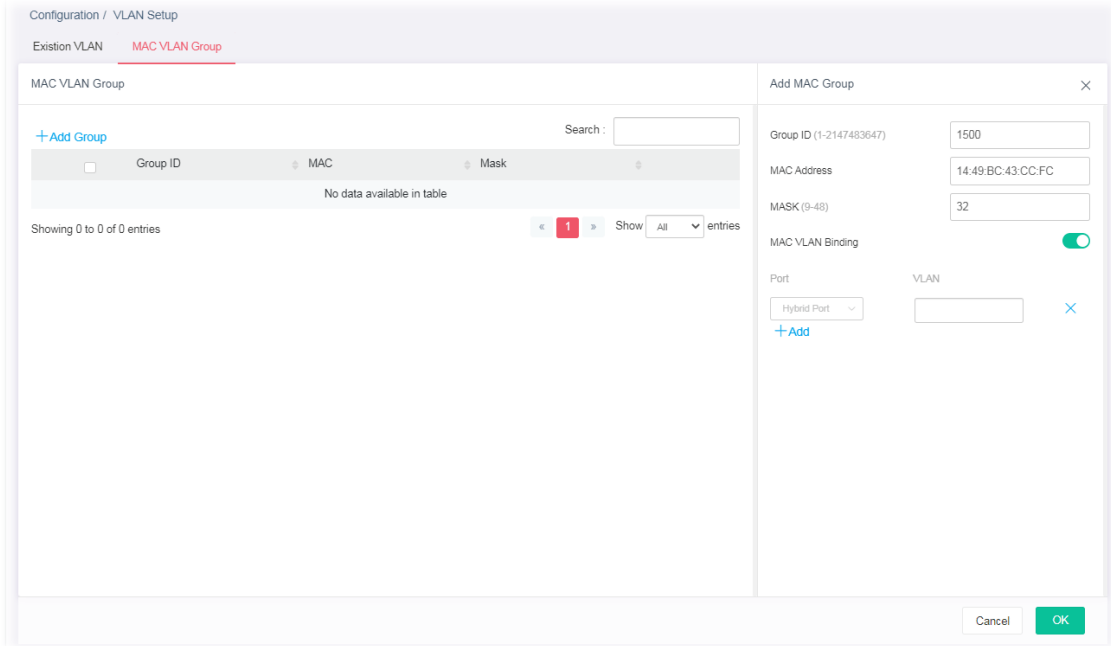 Configuration / VLAN Setup
Existion VLAN MAC VLAN Group
MAC VLAN Group
+Add Group
Search :
Group ID MAC Mask
No data available in table
Showing 0 to 0 of 0 entries
« 1 » Show All entries
Add MAC Group ×
Group ID (1-2147483647) 1500
MAC Address 14:49:BC:43:CC:FC
MASK (9-48) 32
MAC VLAN Binding
Port VLAN
Hybrid Port
+Add
Cancel OK